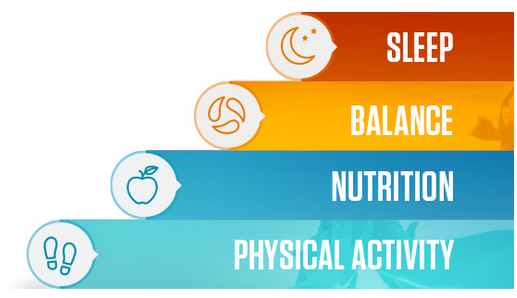 SLEEP
BALANCE
NUTRITION
PHYSICAL ACTIVITY